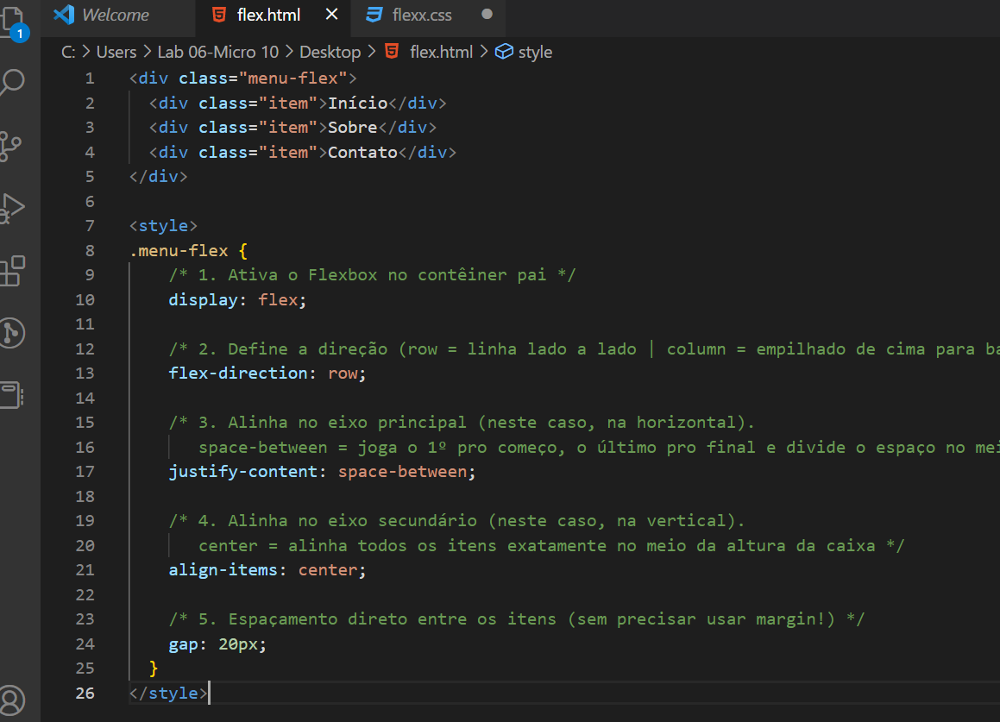 1
Welcome
flex.html
flexx.css
C: > Users > Lab 06-Micro 10 > Desktop > flex.html > style
1 <div class="menu-flex">
2 <div class="item">Início</div>
3 <div class="item">Sobre</div>
4 <div class="item">Contato</div>
5 </div>
6
7 <style>
8 .menu-flex {
9 /* 1. Ativa o Flexbox no contêiner pai */
10 display: flex;
11
12 /* 2. Define a direção (row = linha lado a lado | column = empilhado de cima para
13 flex-direction: row;
14
15 /* 3. Alinha no eixo principal (neste caso, na horizontal).
16 space-between = joga o 1º pro começo, o último pro final e divide o espaço no
17 justify-content: space-between;
18
19 /* 4. Alinha no eixo secundário (neste caso, na vertical).
20 center = alinha todos os itens exatamente no meio da altura da caixa */
21 align-items: center;
22
23 /* 5. Espaçamento direto entre os itens (sem precisar usar margin!) */
24 gap: 20px;
25 }
26 </style>